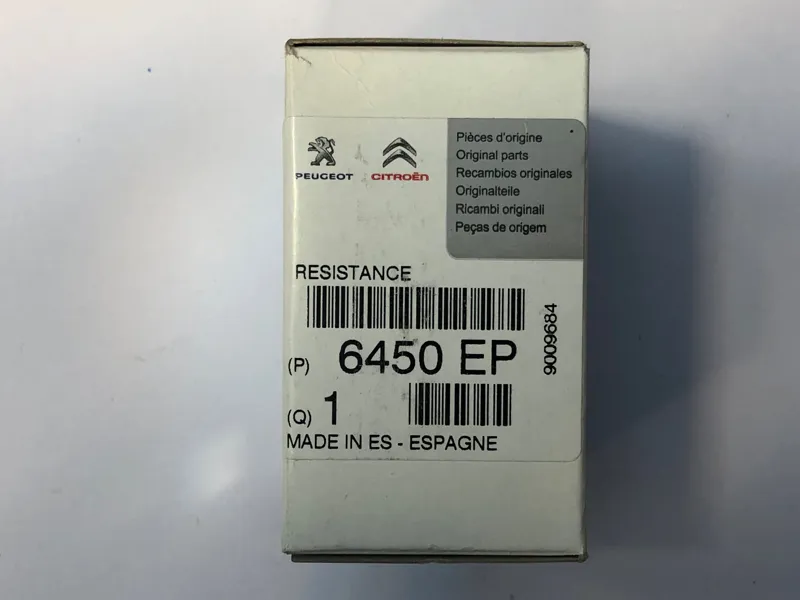 PEUGEOT
CITROËN
Pièces d'origine
Original parts
Recambios originales
Originalteile
Ricambi originali
Peças de origem
RESISTANCE
(P) 6450 EP
9009684
(Q) 1
MADE IN ES - ESPAGNE